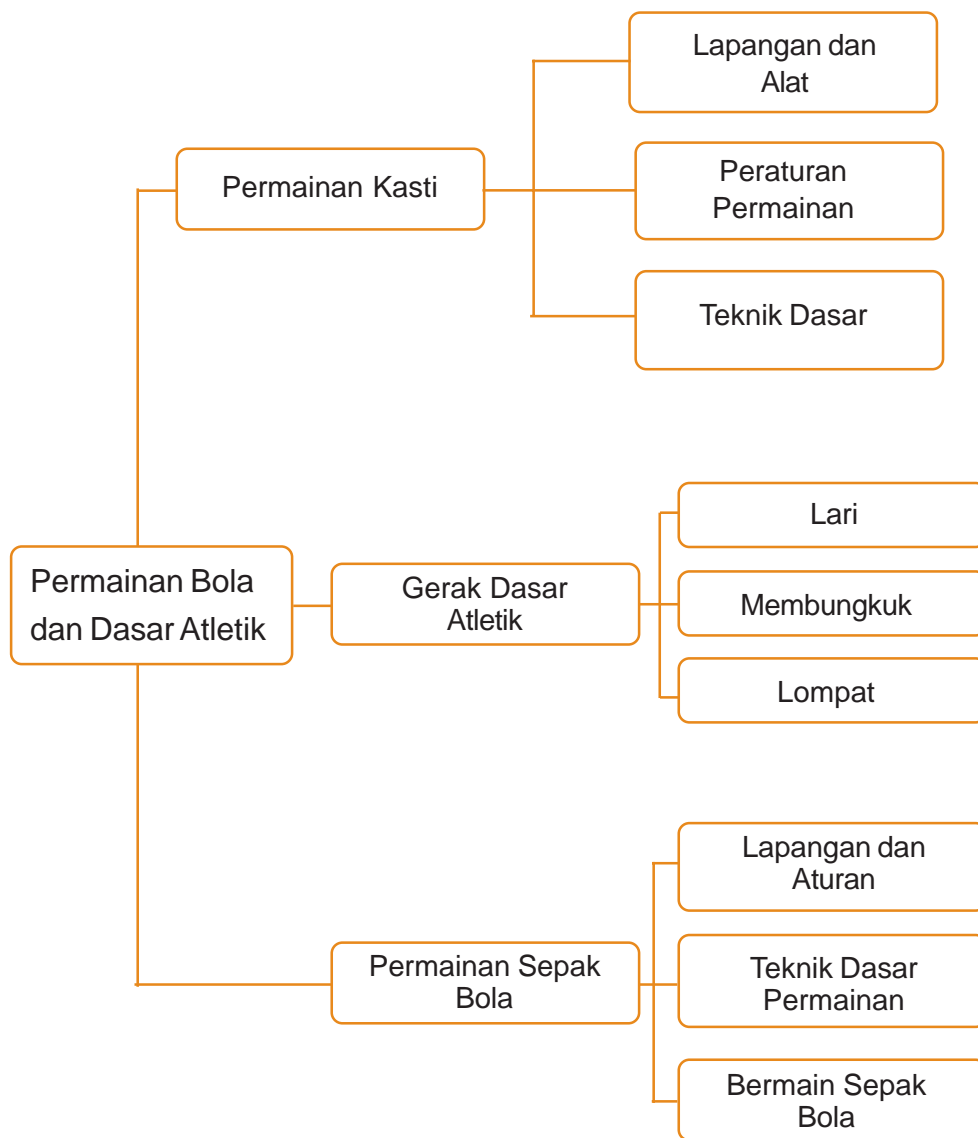 Lapangan dan
Alat
Permainan Kasti
Peraturan
Permainan
Teknik Dasar
Lari
Permainan Bola
dan Dasar Atletik
Gerak Dasar
Atletik
Membungkuk
Lompat
Lapangan dan
Aturan
Permainan Sepak
Bola
Teknik Dasar
Permainan
Bermain Sepak
Bola